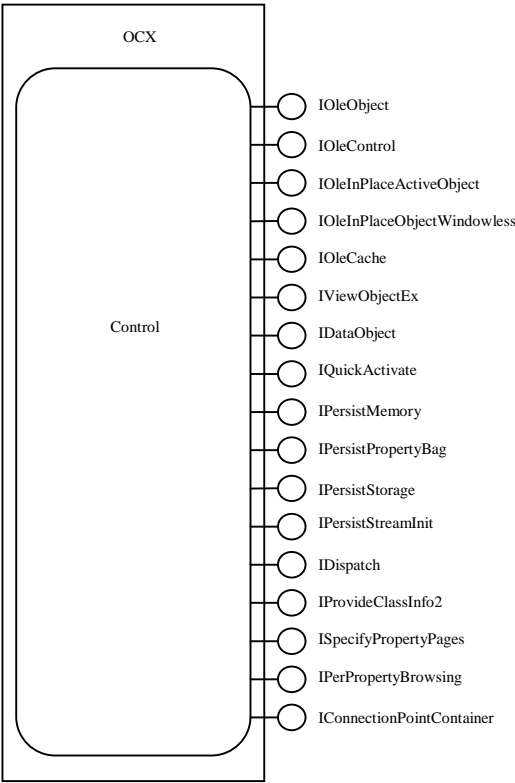 OCX
IOleObject
IOleControl
IOleInPlaceActiveObject
IOleInPlaceObjectWindowless
IOleCache
IViewObjectEx
Control
IDataObject
IQuickActivate
IPersistMemory
IPersistPropertyBag
IPersistStorage
IPersistStreamInit
IDispatch
IProvideClassInfo2
ISpecifyPropertyPages
IPerPropertyBrowsing
IConnectionPointContainer